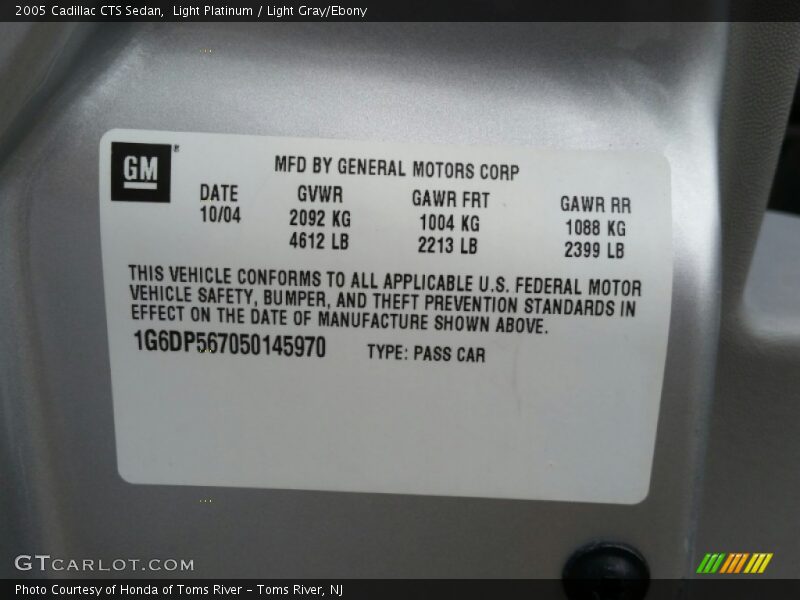 2005 Cadillac CTS Sedan,  Light Platinum / Light Gray/Ebony
GM®
MFD BY GENERAL MOTORS CORP
DATE GVWR GAWR FRT GAWR RR
10/04 2092 KG 1004 KG 1088 KG
4612 LB 2213 LB 2399 LB
THIS VEHICLE CONFORMS TO ALL APPLICABLE U.S. FEDERAL MOTOR
VEHICLE SAFETY, BUMPER, AND THEFT PREVENTION STANDARDS IN
EFFECT ON THE DATE OF MANUFACTURE SHOWN ABOVE.
1G6DP567050145970 TYPE: PASS CAR
GTCARLOT.COM
Photo Courtesy of Honda of Toms River – Toms River, NJ